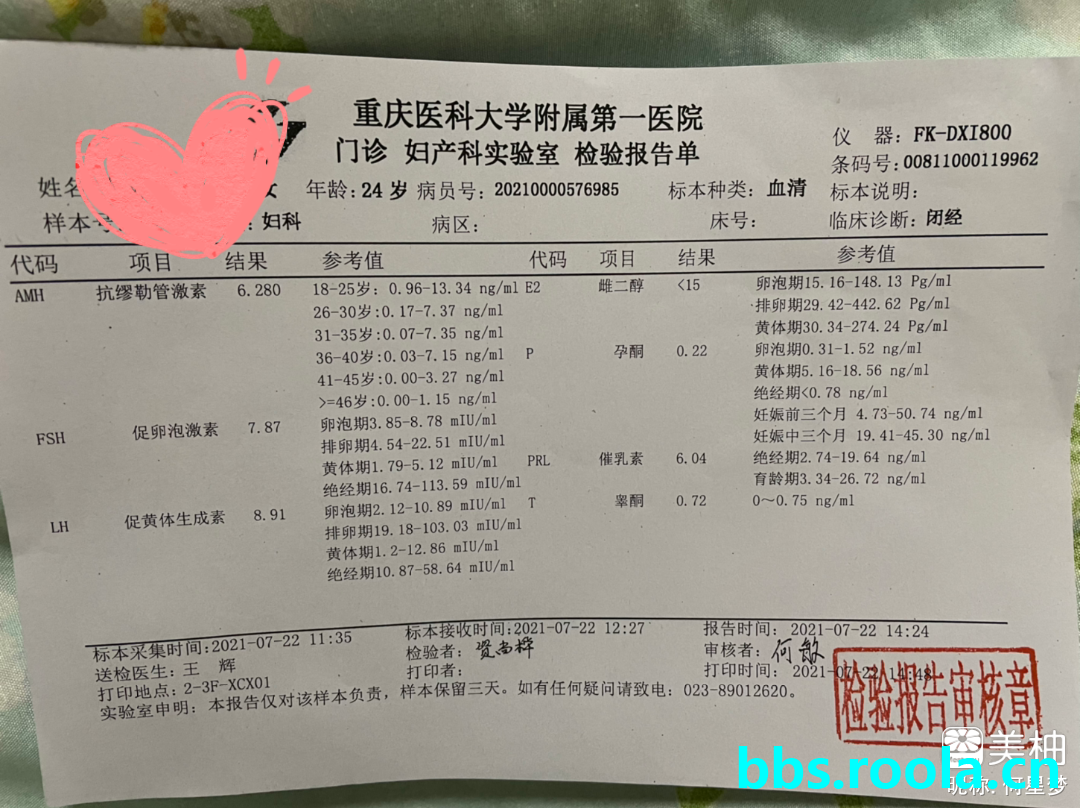 重庆医科大学附属第一医院
门诊 妇产科实验室 检验报告单
仪 器: FK-DXI800
条码号: 00811000119962
姓名 女 年龄: 24 岁 病员号: 20210000576985 标本种类: 血清 标本说明:
样本号 : 妇科 病区: 床号: 临床诊断: 闭经
代码 项目 结果 参考值 代码 项目 结果 参考值
AMH 抗缪勒管激素 6.280 18-25岁: 0.96-13.34 ng/ml E2 雌二醇 <15 卵泡期15.16-148.13 Pg/ml
26-30岁:0.17-7.37 ng/ml 排卵期29.42-442.62 Pg/ml
31-35岁:0.07-7.35 ng/ml 黄体期30.34-274.24 Pg/ml
36-40岁:0.03-7.15 ng/ml P 孕酮 0.22 卵泡期0.31-1.52 ng/ml
41-45岁:0.00-3.27 ng/ml 黄体期5.16-18.56 ng/ml
>=46岁:0.00-1.15 ng/ml 绝经期<0.78 ng/ml
FSH 促卵泡激素 7.87 卵泡期3.85-8.78 mIU/ml 妊娠前三个月 4.73-50.74 ng/ml
排卵期4.54-22.51 mIU/ml 妊娠中三个月 19.41-45.30 ng/ml
黄体期1.79-5.12 mIU/ml PRL 催乳素 6.04 绝经期2.74-19.64 ng/ml
绝经期16.74-113.59 mIU/ml 育龄期3.34-26.72 ng/ml
LH 促黄体生成素 8.91 卵泡期2.12-10.89 mIU/ml T 睾酮 0.72 0～0.75 ng/ml
排卵期19.18-103.03 mIU/ml
黄体期1.2-12.86 mIU/ml
绝经期10.87-58.64 mIU/ml
标本采集时间:2021-07-22 11:35 标本接收时间:2021-07-22 12:27 报告时间: 2021-07-22 14:24
送检医生: 王 辉 检验者: 审核者: 何敏
打印地点: 2-3F-XCX01 打印者: 打印时间: 2021-07-22 14:48
实验室申明: 本报告仅对该样本负责，样本保留三天。如有任何疑问请致电: 023-89012620。
检验报告审核章
美柚
bbs.roola.cn
昵称: 何星梦